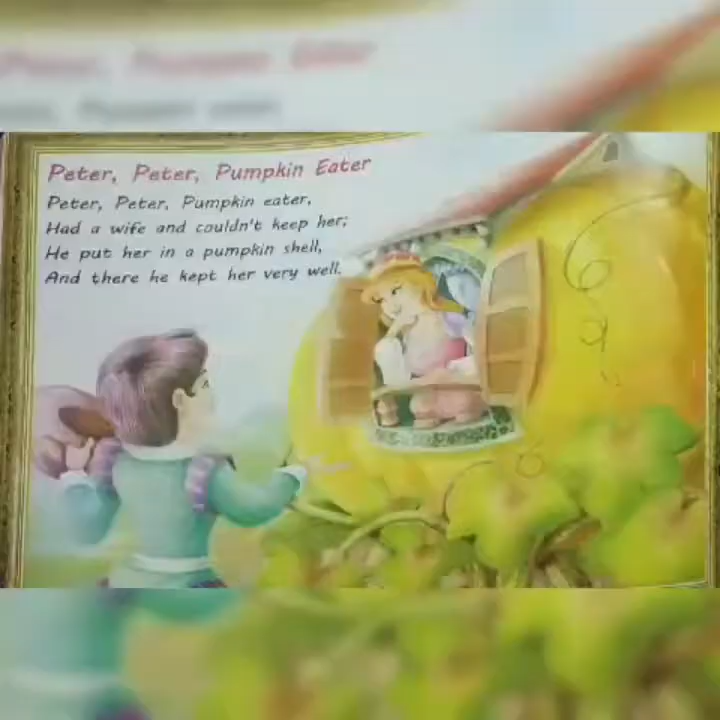 Peter, Peter, Pumpkin Eater
Peter, Peter, Pumpkin eater,
Had a wife and couldn't keep her;
He put her in a pumpkin shell,
And there he kept her very well.